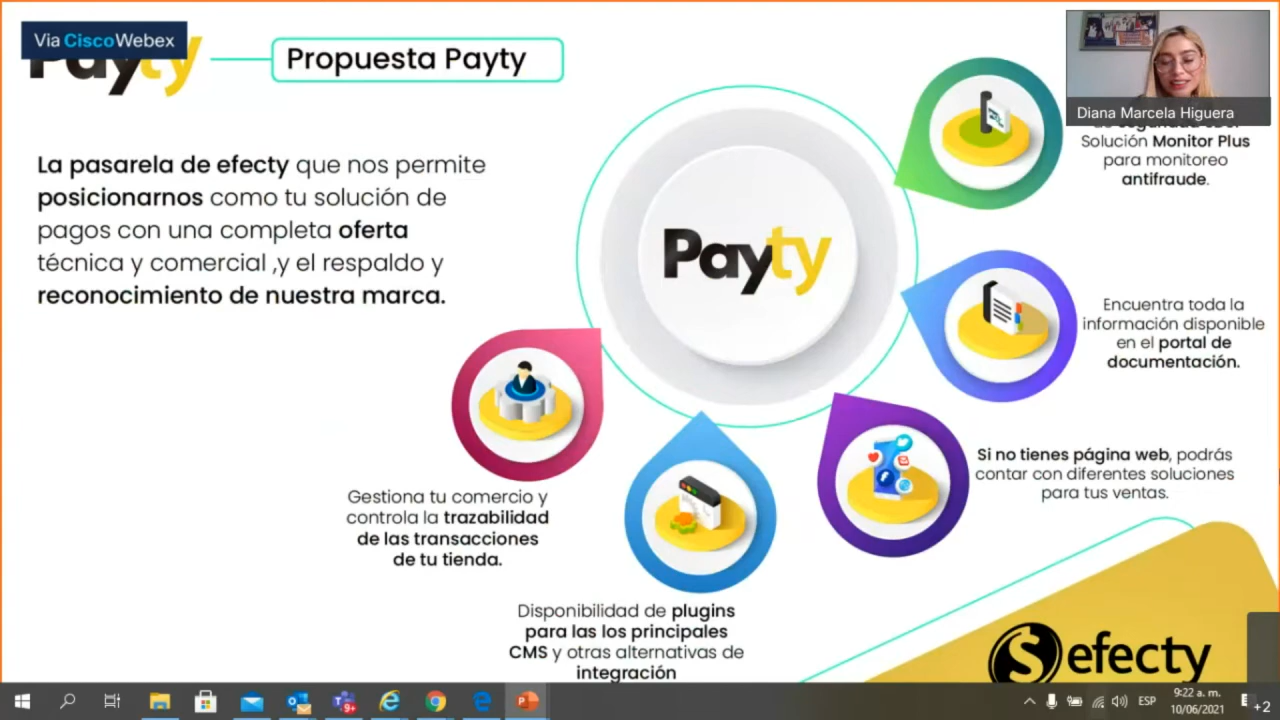 Via Cisco Webex
Payty
Propuesta Payty
Diana Marcela Higuera
Solución Monitor Plus
para monitoreo
antifraude.
La pasarela de efecty que nos permite
posicionarnos como tu solución de
pagos con una completa oferta
técnica y comercial ,y el respaldo y
reconocimiento de nuestra marca.
Payty
Encuentra toda la
información disponible
en el portal de
documentación.
Si no tienes página web, podrás
contar con diferentes soluciones
para tus ventas.
Gestiona tu comercio y
controla la trazabilidad
de las transacciones
de tu tienda.
Disponibilidad de plugins
para las los principales
CMS y otras alternativas de
integración
efecty
9:22 a. m.
ESP
10/06/2021
+2